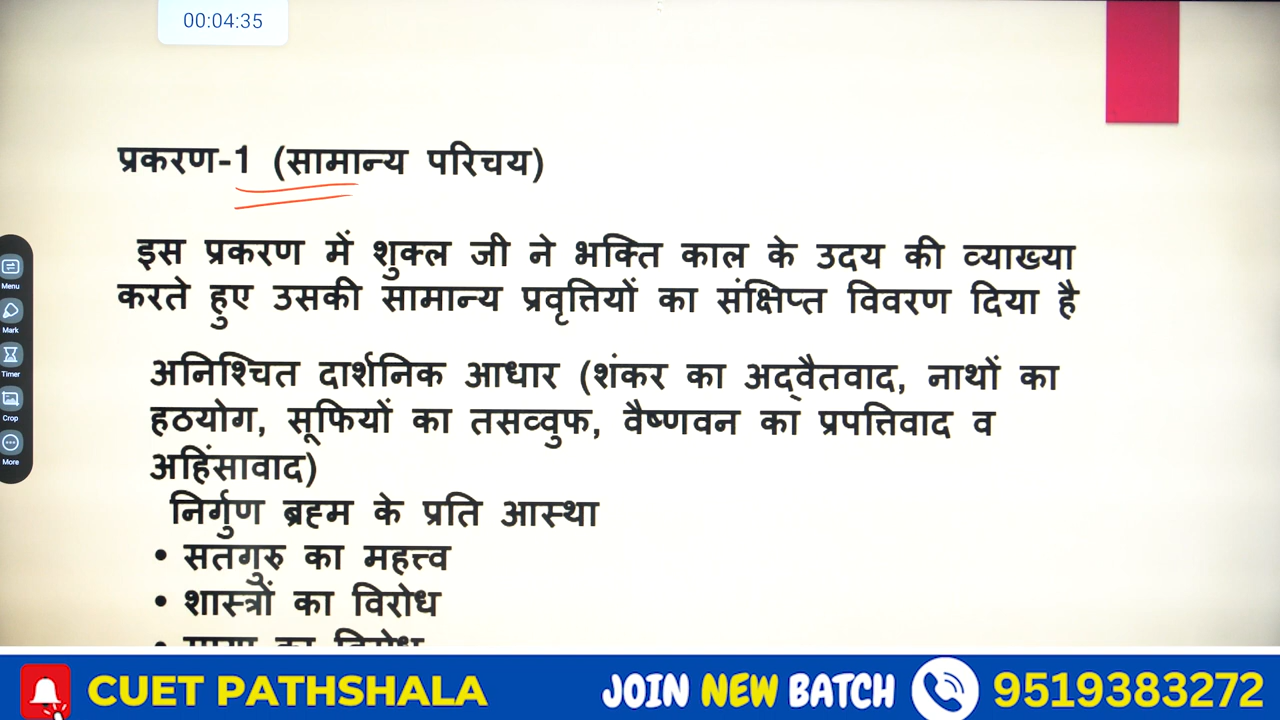 00:04:35
प्रकरण-1 (सामान्य परिचय)
इस प्रकरण में शुक्ल जी ने भक्ति काल के उदय की व्याख्या
करते हुए उसकी सामान्य प्रवृत्तियों का संक्षिप्त विवरण दिया है
अनिश्चित दार्शनिक आधार (शंकर का अद्वैतवाद, नाथों का
हठयोग, सूफियों का तसव्वुफ, वैष्णवन का प्रपत्तिवाद व
अहिंसावाद)
निर्गुण ब्रह्म के प्रति आस्था
• सतगुरु का महत्त्व
• शास्त्रों का विरोध
Menu
Mark
Timer
Crop
More
CUET PATHSHALA
JOIN NEW BATCH
9519383272